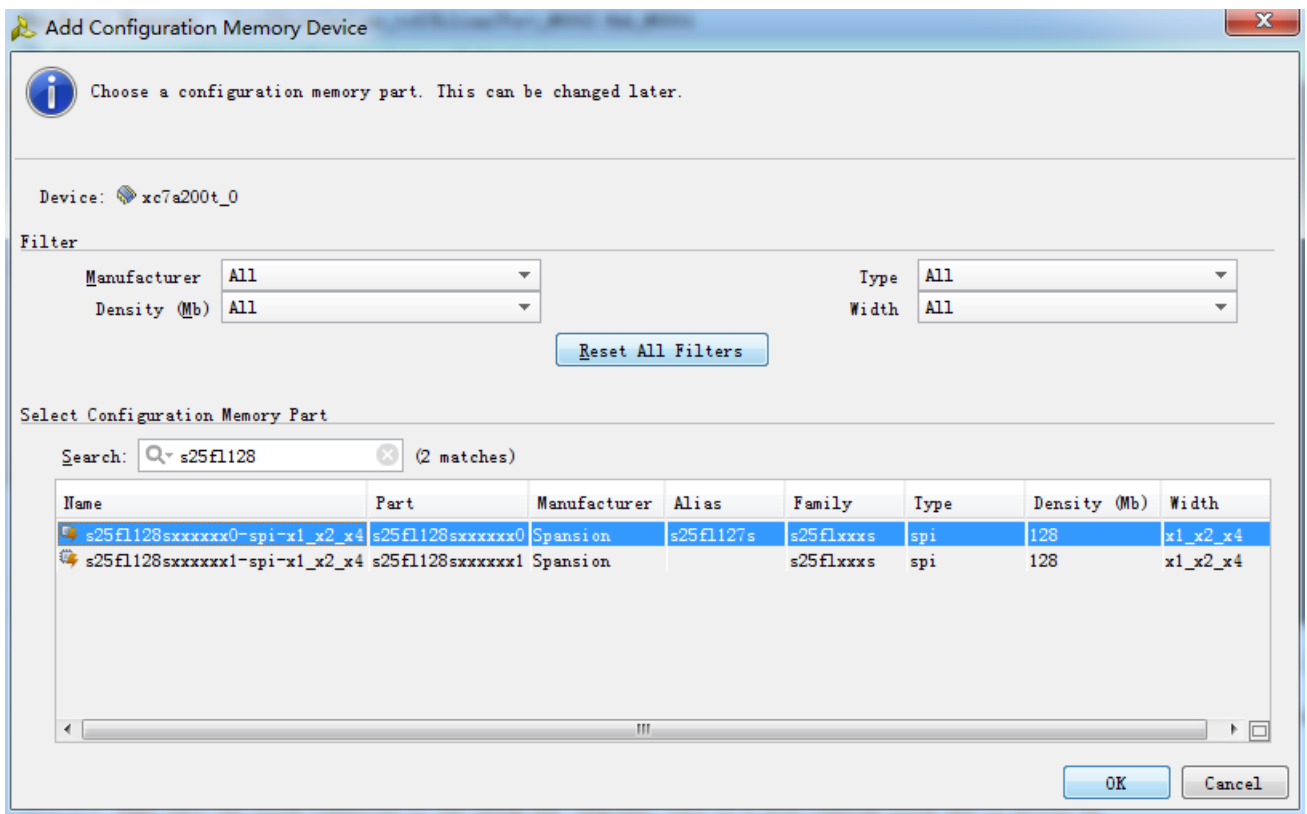 Add Configuration Memory Device
Choose a configuration memory part. This can be changed later.
Device: xc7a200t_0
Filter
Manufacturer All Type All
Density (Mb) All Width All
Reset All Filters
Select Configuration Memory Part
Search: s25fl128 (2 matches)
Name Part Manufacturer Alias Family Type Density (Mb) Width
s25fl128sxxxxxx0-spi-x1_x2_x4 s25fl128sxxxxxx0 Spansion s25fl127s s25flxxxs spi 128 x1_x2_x4
s25fl128sxxxxxx1-spi-x1_x2_x4 s25fl128sxxxxxx1 Spansion s25flxxxs spi 128 x1_x2_x4
OK Cancel